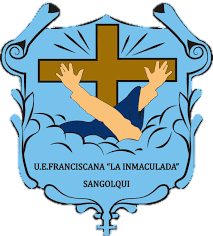 U.E.FRANCISCANA "LA INMACULADA"
SANGOLQUI